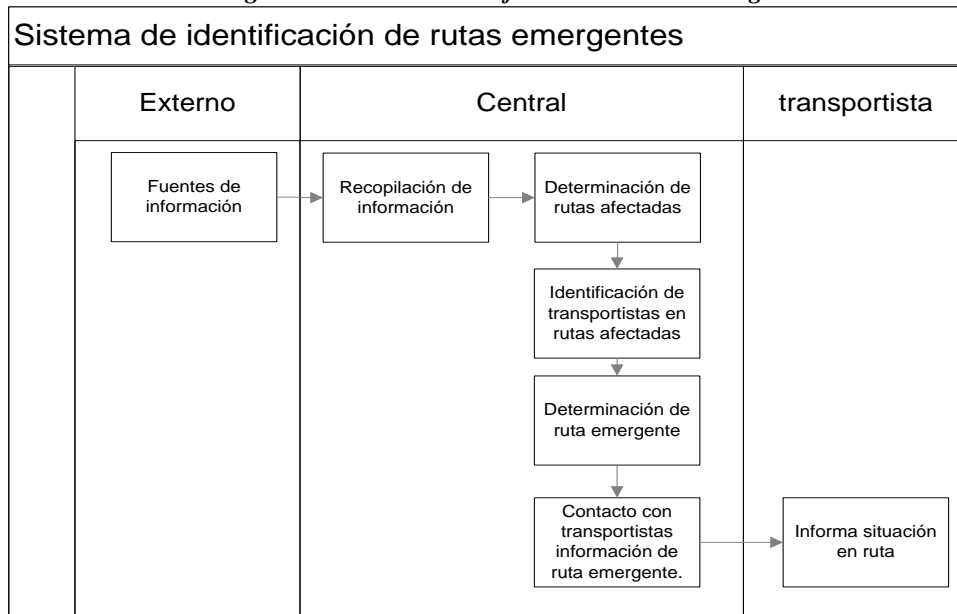 Sistema de identificación de rutas emergentes
Externo
Central
transportista
Fuentes de
información
Recopilación de
información
Determinación de
rutas afectadas
Identificación de
transportistas en
rutas afectadas
Determinación de
ruta emergente
Contacto con
transportistas
información de
ruta emergente.
Informa situación
en ruta